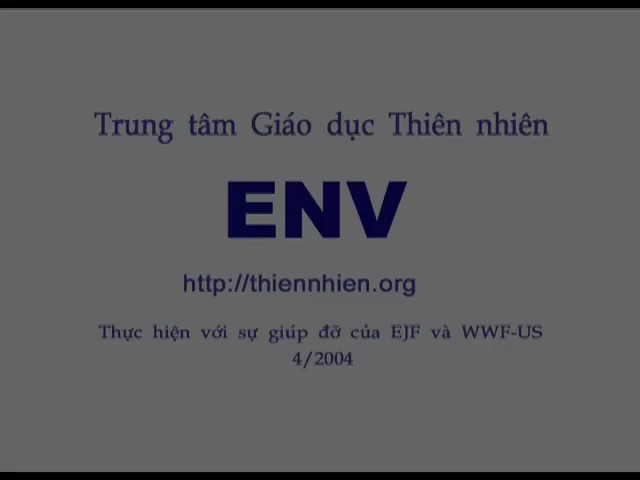 Trung tâm Giáo dục Thiên nhiên
ENV
http://thiennhien.org
Thực hiện với sự giúp đỡ của EJF và WWF-US
4/2004